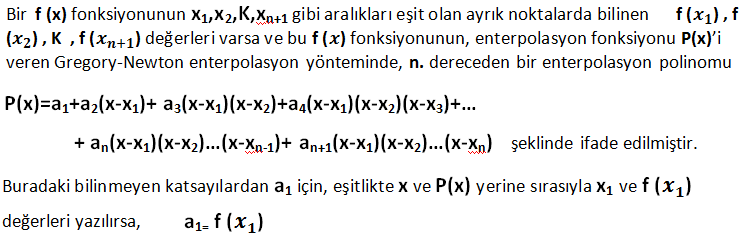 Bir f (x) fonksiyonunun x₁,x₂,K,xₙ₊₁ gibi aralıkları eşit olan ayrık noktalarda bilinen f(x₁) , f
(x₂) , K , f (xₙ₊₁) değerleri varsa ve bu f (x) fonksiyonunun, enterpolasyon fonksiyonu P(x)'i
veren Gregory-Newton enterpolasyon yönteminde, n. dereceden bir enterpolasyon polinomu
P(x)=a₁+a₂(x-x₁)+ a₃(x-x₁)(x-x₂)+a₄(x-x₁)(x-x₂)(x-x₃)+...
+ aₙ(x-x₁)(x-x₂)...(x-xₙ₋₁)+ aₙ₊₁(x-x₁)(x-x₂)...(x-xₙ) şeklinde ifade edilmiştir.
Buradaki bilinmeyen katsayılardan a₁ için, eşitlikte x ve P(x) yerine sırasıyla x₁ ve f (x₁)
değerleri yazılırsa, a₁₌ f (x₁)